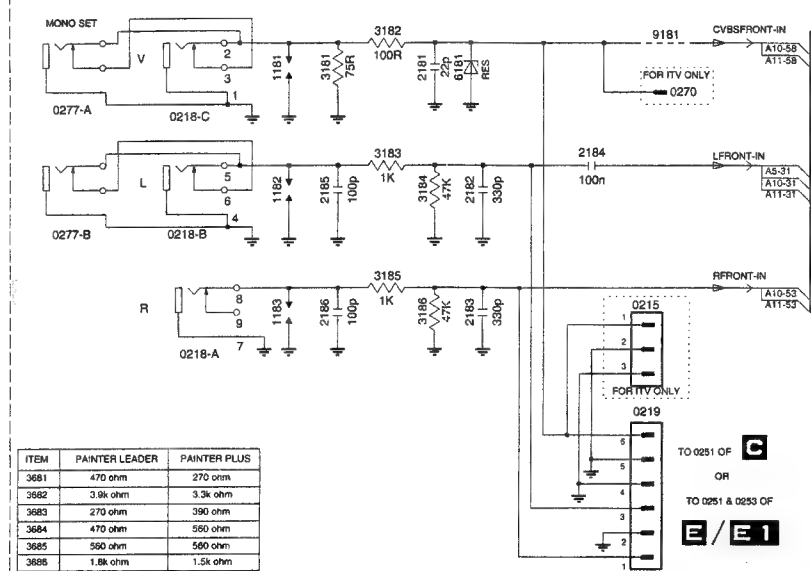 MONO SET
V
2
3
1
0277-A
0218-C
1181
3181
75R
3182
100R
2181
22p
6181
RES
9181
CVBSFRONT-IN
A10-58
A11-58
FOR ITV ONLY
0270
L
5
6
4
0277-B
0218-B
1182
2185
100p
3183
1K
3184
47K
2182
330p
2184
100n
LFRONT-IN
A5-31
A10-31
A11-31
R
8
9
7
0218-A
1183
2186
100p
3185
1K
3186
47K
2183
330p
RFRONT-IN
A10-53
A11-53
0215
1
2
3
FOR ITV ONLY
0219
6
5
4
3
2
1
TO 0251 OF C
OR
TO 0251 & 0253 OF
E/E1
ITEM PAINTER LEADER PAINTER PLUS
3681 470 ohm 270 ohm
3682 3.9k ohm 3.3k ohm
3683 270 ohm 390 ohm
3684 470 ohm 560 ohm
3685 560 ohm 560 ohm
3686 1.8k ohm 1.5k ohm